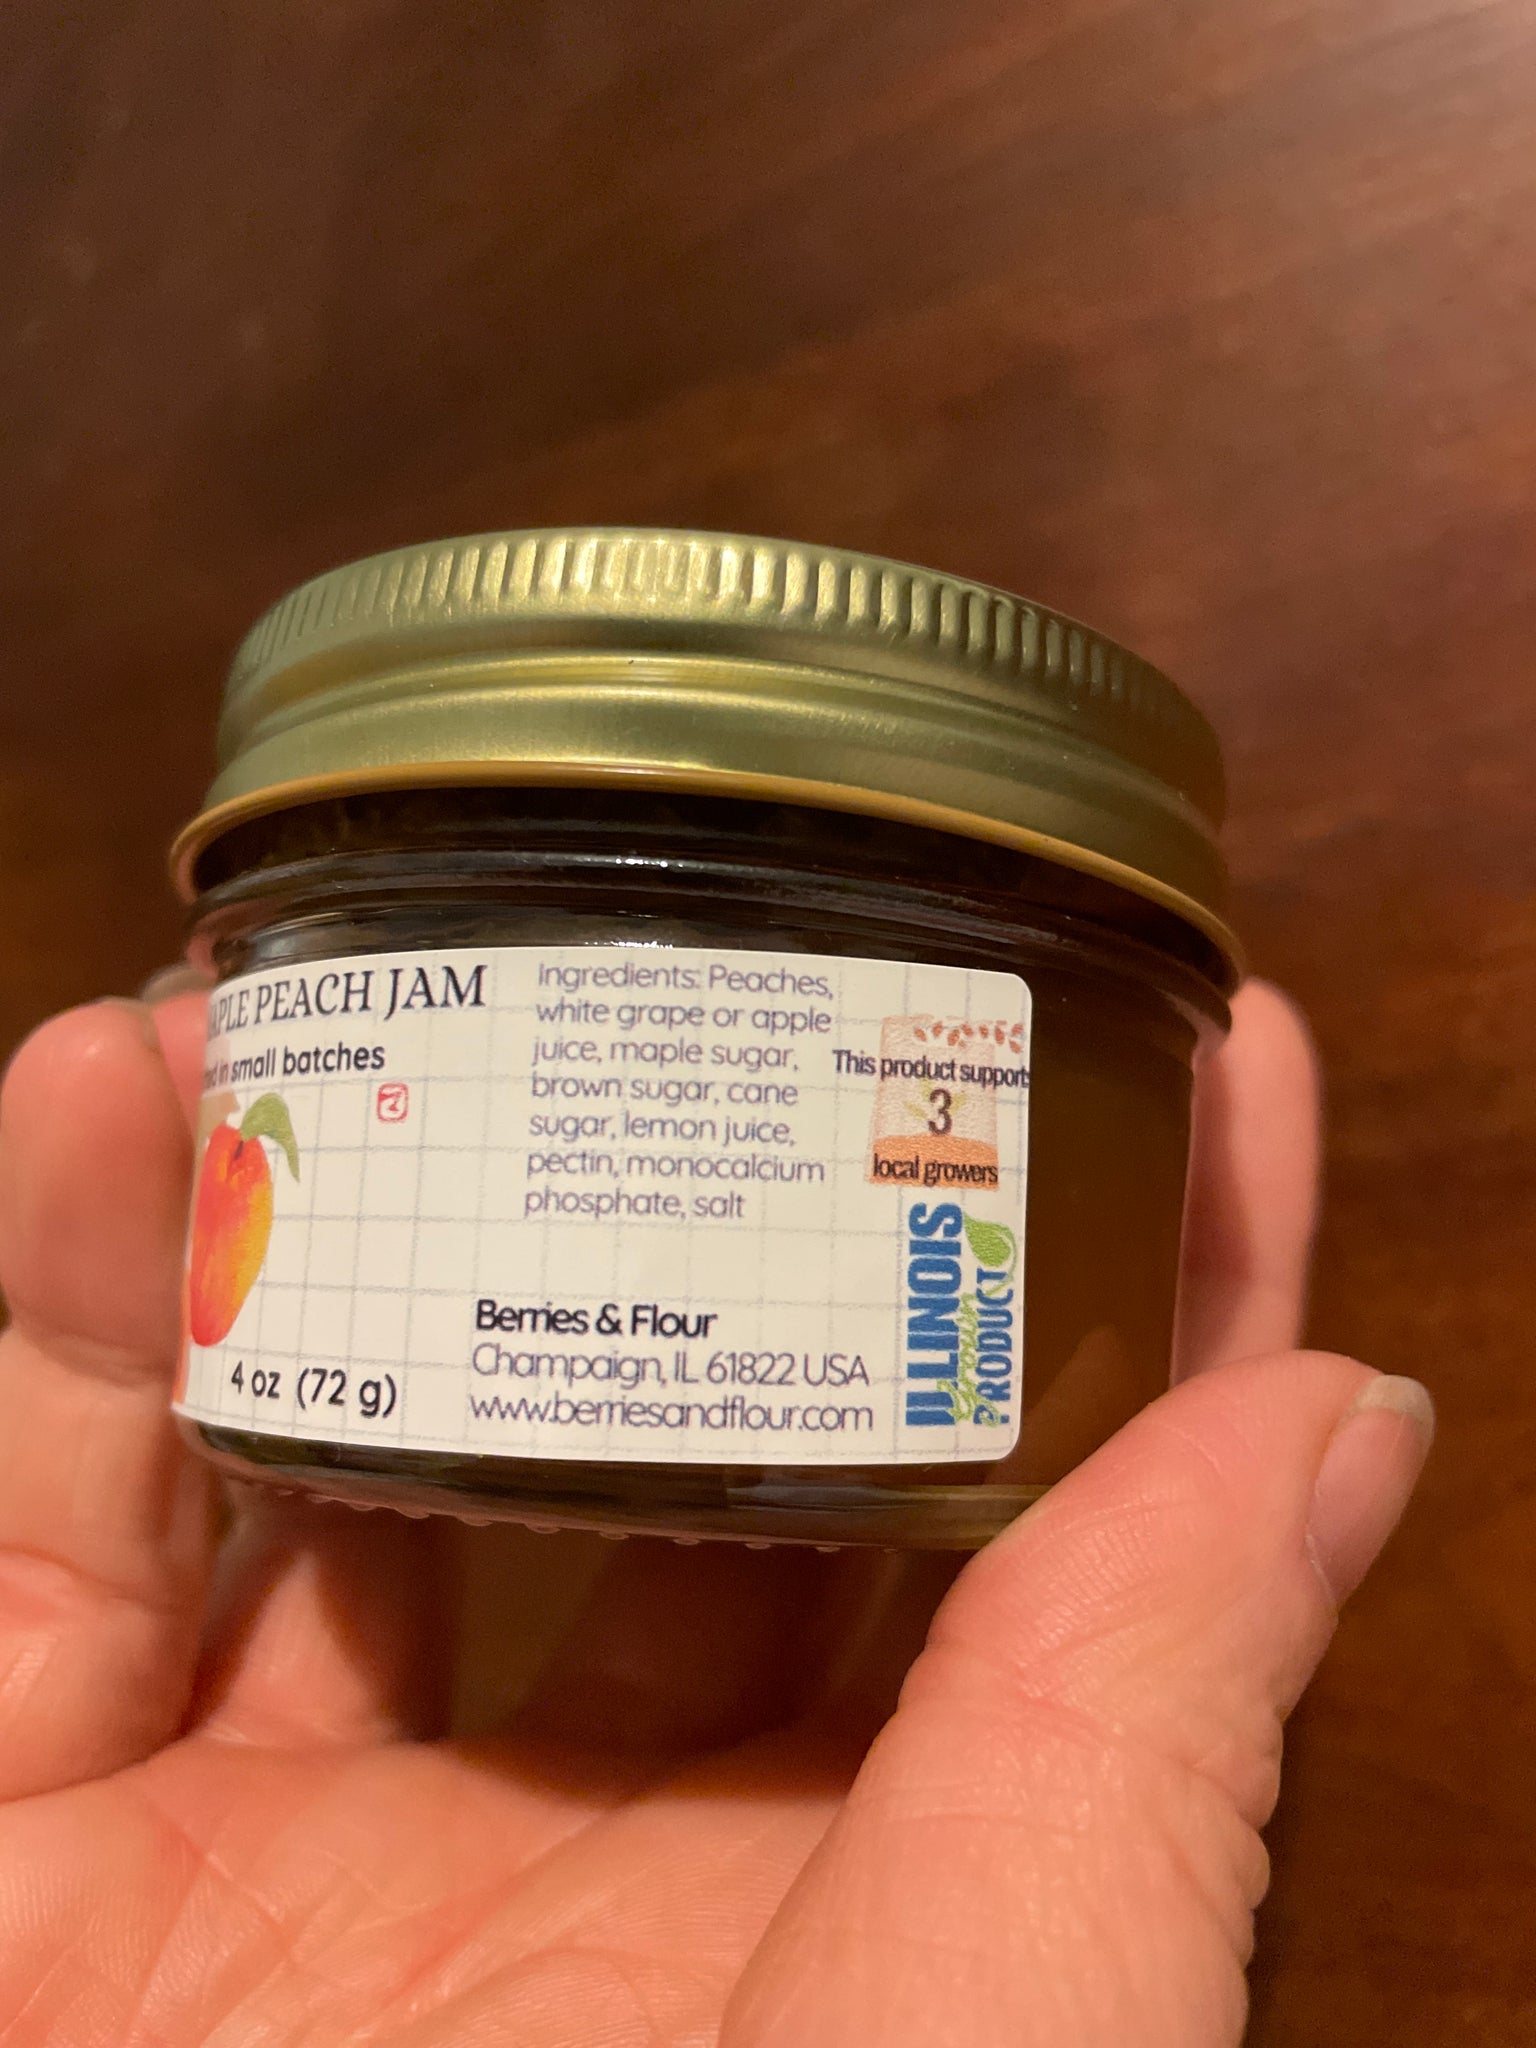 PEACH JAM
in small batches
4 oz (72 g)
Ingredients: Peaches,
white grape or apple
juice, maple sugar,
brown sugar, cane
sugar, lemon juice,
pectin, monocalcium
phosphate, salt
Berries & Flour
Champaign, IL 61822 USA
www.berriesandflour.com
This product supports
3
local growers
ILLINOIS
PRODUCT